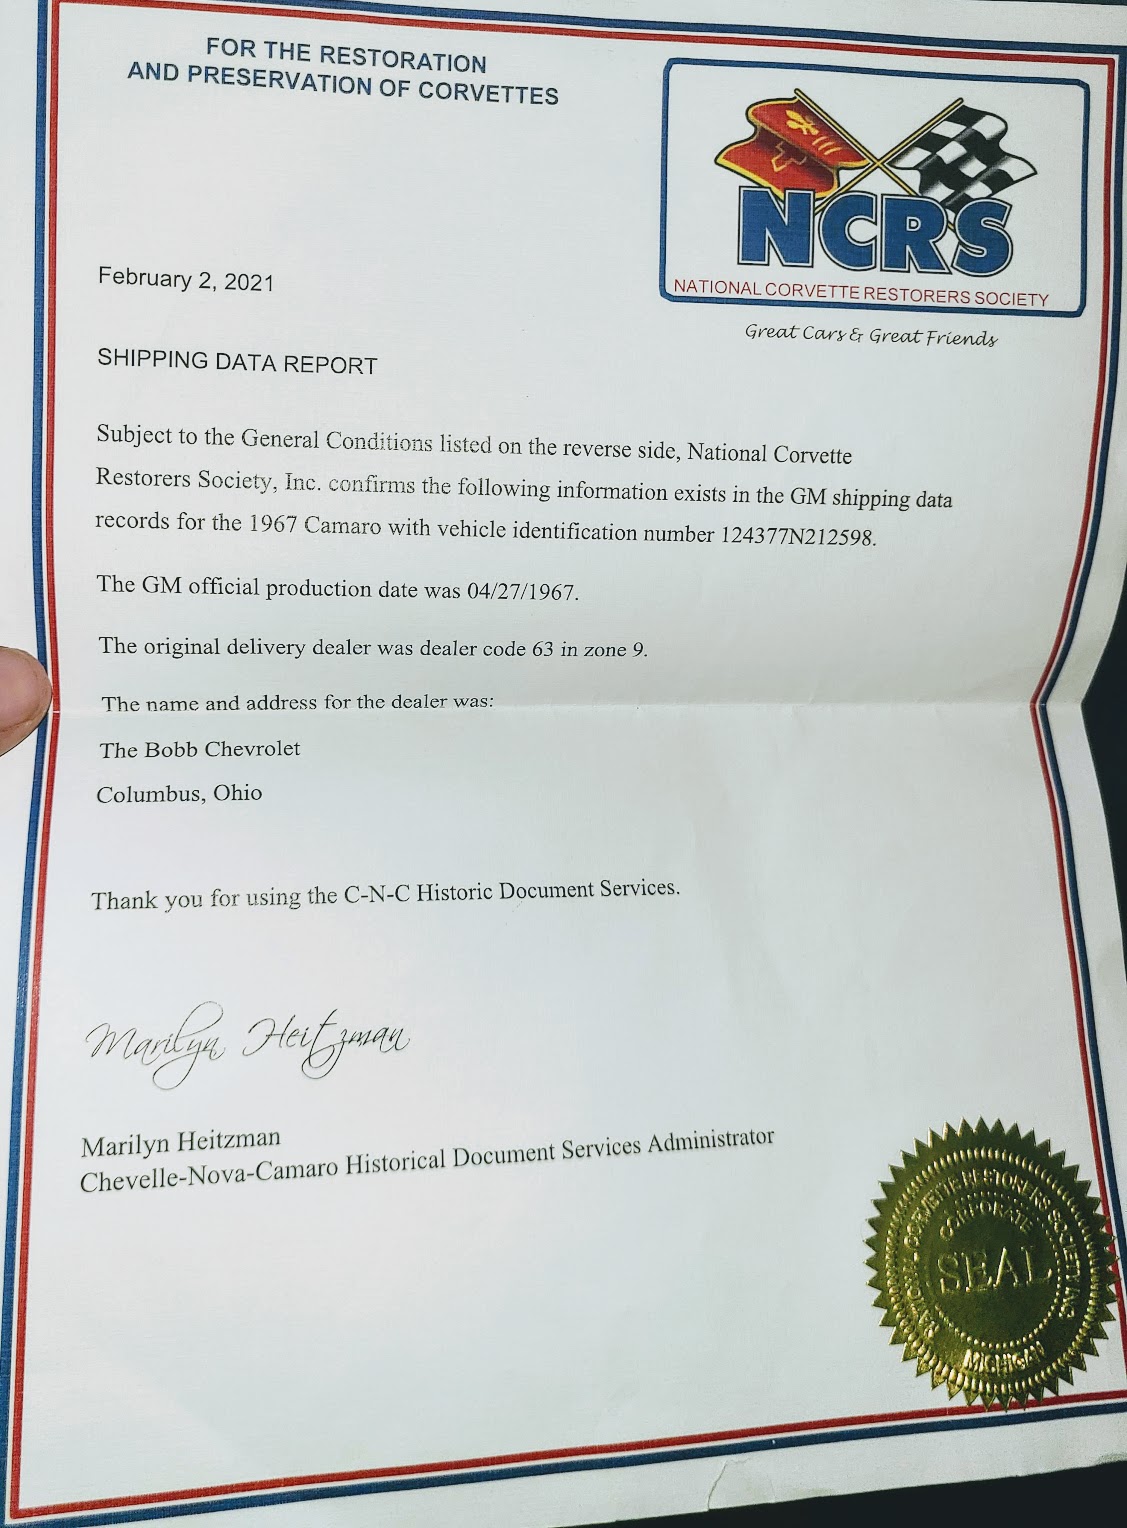 FOR THE RESTORATION
AND PRESERVATION OF CORVETTES
NCRS
NATIONAL CORVETTE RESTORERS SOCIETY
Great Cars & Great Friends
February 2, 2021
SHIPPING DATA REPORT
Subject to the General Conditions listed on the reverse side, National Corvette
Restorers Society, Inc. confirms the following information exists in the GM shipping data
records for the 1967 Camaro with vehicle identification number 124377N212598.
The GM official production date was 04/27/1967.
The original delivery dealer was dealer code 63 in zone 9.
The name and address for the dealer was:
The Bobb Chevrolet
Columbus, Ohio
Thank you for using the C-N-C Historic Document Services.
Marilyn Heitzman
Marilyn Heitzman
Chevelle-Nova-Camaro Historical Document Services Administrator
CORVETTE RESTORERS SOCIETY INC
CORPORATE
SEAL
MICHIGAN